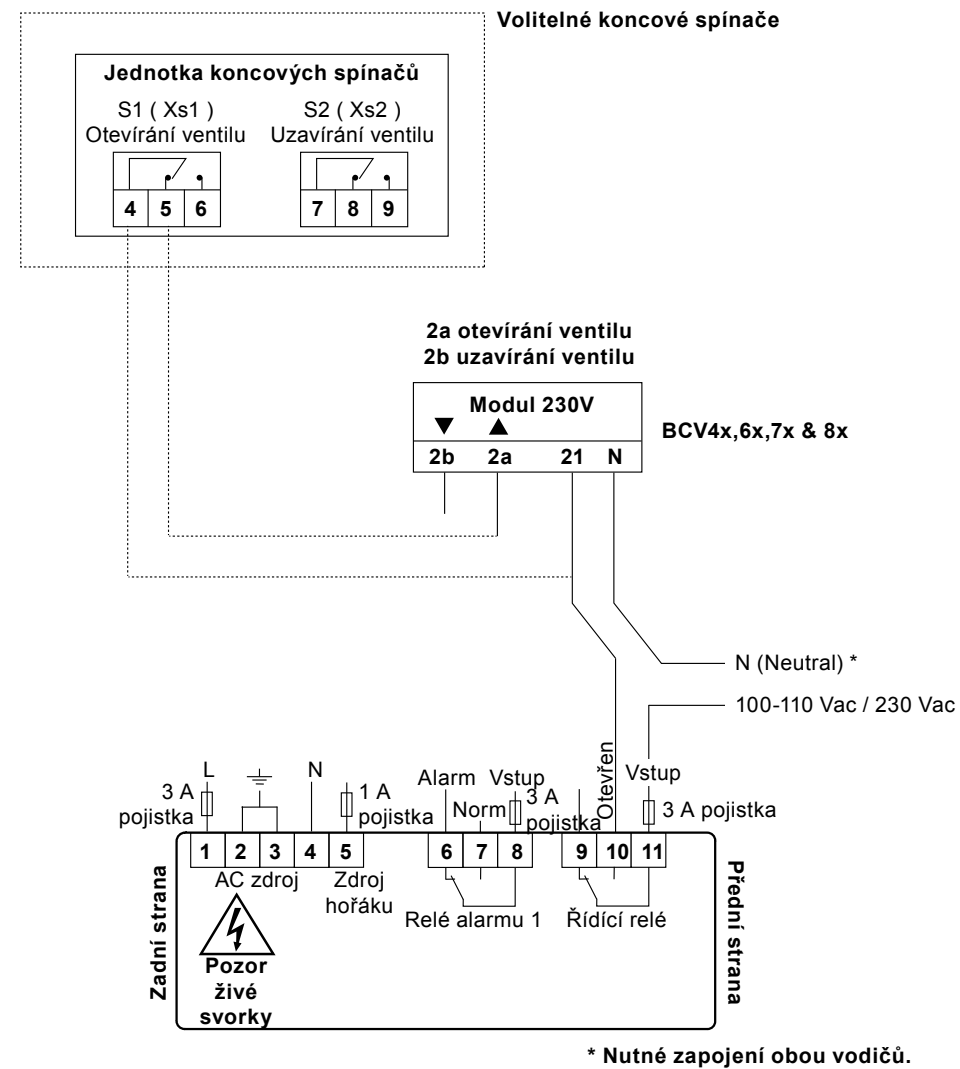 Volitelné koncové spínače
Jednotka koncových spínačů
S1 ( Xs1 )
Otevírání ventilu
S2 ( Xs2 )
Uzavírání ventilu
4 5 6
7 8 9
2a otevírání ventilu
2b uzavírání ventilu
Modul 230V
2b 2a 21 N
BCV4x,6x,7x & 8x
N (Neutral) *
100-110 Vac / 230 Vac
L
3 A
pojistka
N
1 A
pojistka
Alarm
Norm
Vstup
3 A
pojistka
Otevřen
Vstup
3 A pojistka
1 2 3 4 5
6 7 8
9 10 11
AC zdroj
Zdroj
hořáku
Relé alarmu 1
Řídící relé
Pozor
živé
svorky
Zadní strana
Přední strana
* Nutné zapojení obou vodičů.